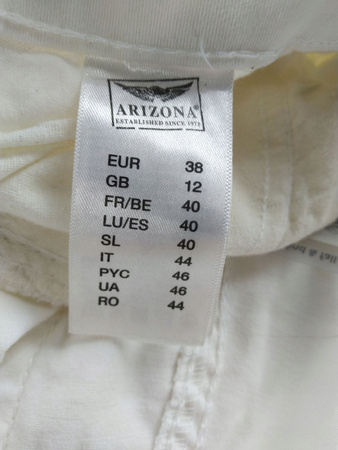 ARIZONA®
ESTABLISHED SINCE 1975
EUR 38
GB 12
FR/BE 40
LU/ES 40
SL 40
IT 44
PYC 46
UA 46
RO 44